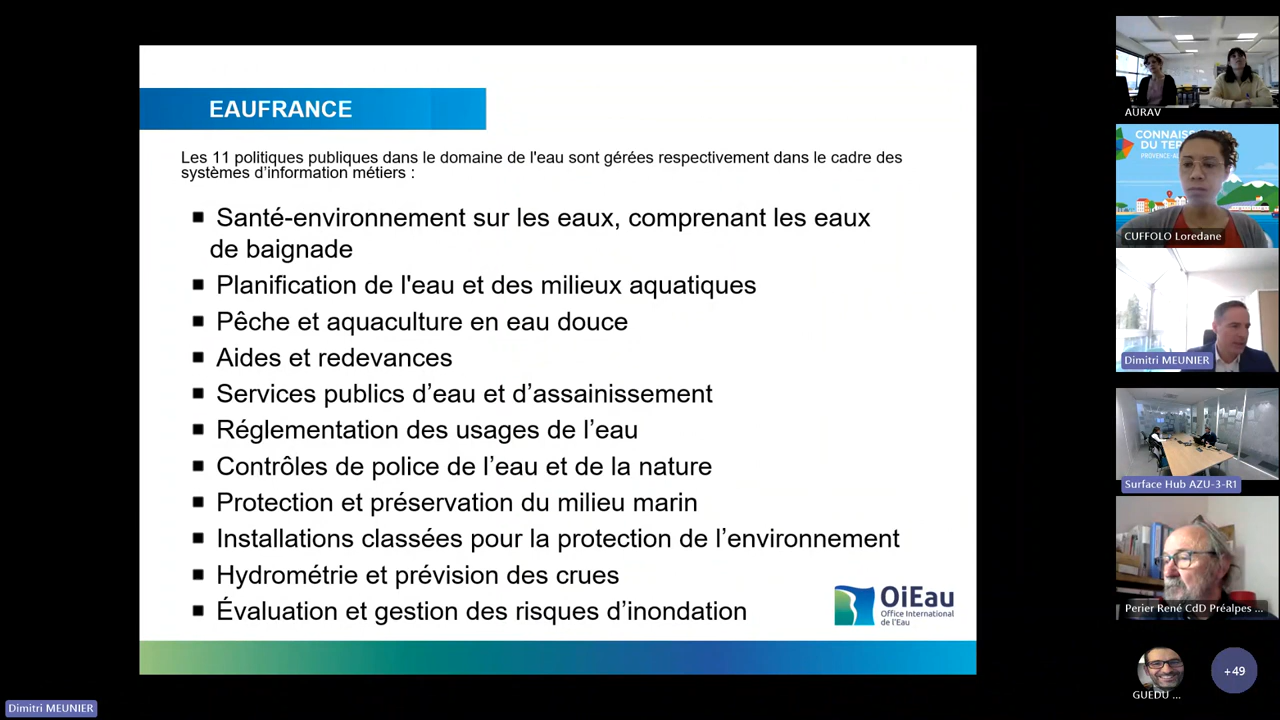 EAUFRANCE
Les 11 politiques publiques dans le domaine de l'eau sont gérées respectivement dans le cadre des
systèmes d’information métiers :
▪ Santé-environnement sur les eaux, comprenant les eaux
de baignade
▪ Planification de l'eau et des milieux aquatiques
▪ Pêche et aquaculture en eau douce
▪ Aides et redevances
▪ Services publics d’eau et d’assainissement
▪ Réglementation des usages de l’eau
▪ Contrôles de police de l’eau et de la nature
▪ Protection et préservation du milieu marin
▪ Installations classées pour la protection de l’environnement
▪ Hydrométrie et prévision des crues
▪ Évaluation et gestion des risques d’inondation
OiEau
Office International
de l’Eau
Dimitri MEUNIER
AURAV
CONNAIS
DU TE
PROVENCE-AL
CUFFOLO Loredane
Dimitri MEUNIER
Surface Hub AZU-3-R1
Perier René CdD Préalpes ...
GUEDU ...
+49